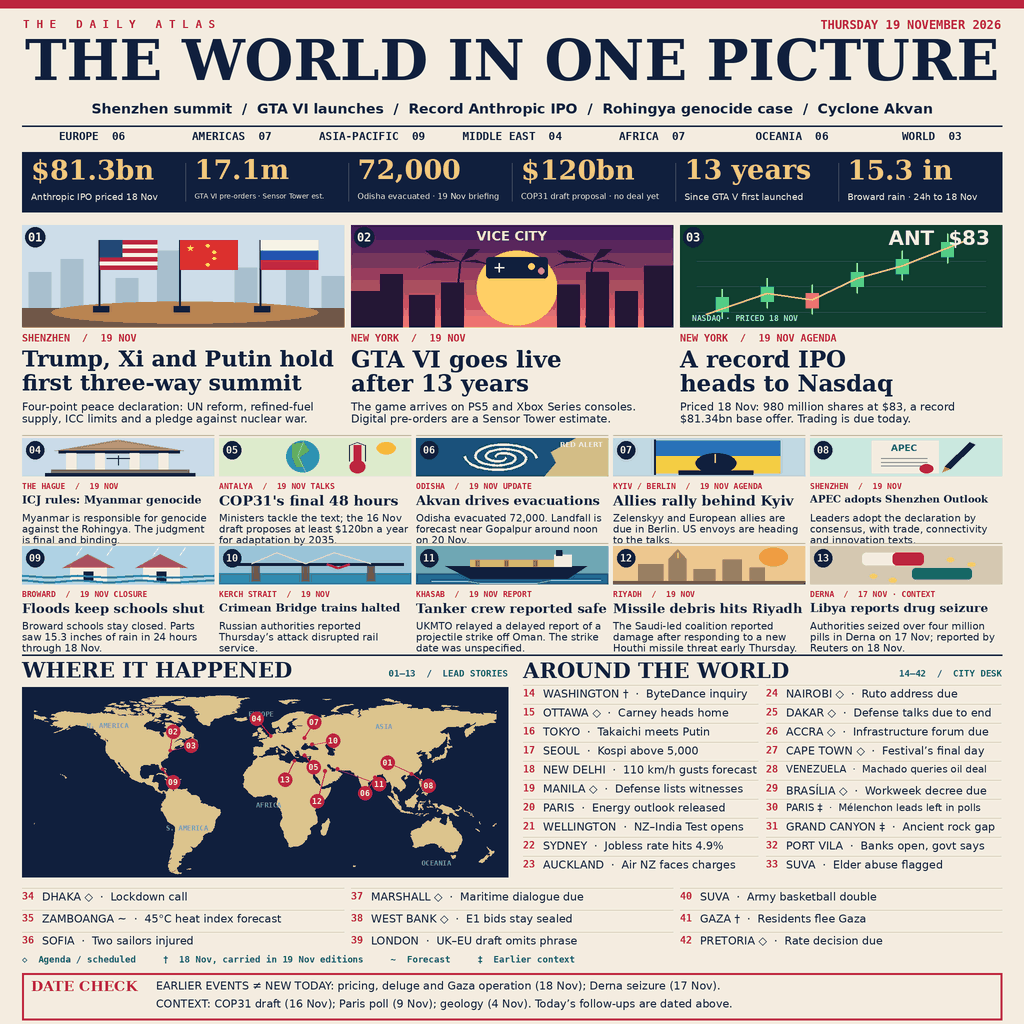 THE DAILY ATLAS
THURSDAY 19 NOVEMBER 2026
THE WORLD IN ONE PICTURE
Shenzhen summit / GTA VI launches / Record Anthropic IPO / Rohingya genocide case / Cyclone Akvan
EUROPE 06 AMERICAS 07 ASIA-PACIFIC 09 MIDDLE EAST 04 AFRICA 07 OCEANIA 06 WORLD 03
$81.3bn
Anthropic IPO priced 18 Nov
17.1m
GTA VI pre-orders · Sensor Tower est.
72,000
Odisha evacuated · 19 Nov briefing
$120bn
COP31 draft proposal · no deal yet
13 years
Since GTA V first launched
15.3 in
Broward rain · 24h to 18 Nov
01
SHENZHEN / 19 NOV
Trump, Xi and Putin hold
first three-way summit
Four-point peace declaration: UN reform, refined-fuel
supply, ICC limits and a pledge against nuclear war.
02
VICE CITY
NEW YORK / 19 NOV
GTA VI goes live
after 13 years
The game arrives on PS5 and Xbox Series consoles.
Digital pre-orders are a Sensor Tower estimate.
03
ANT $83
NASDAQ · PRICED 18 NOV
NEW YORK / 19 NOV AGENDA
A record IPO
heads to Nasdaq
Priced 18 Nov: 980 million shares at $83, a record
$81.34bn base offer. Trading is due today.
04
THE HAGUE / 19 NOV
ICJ rules: Myanmar genocide
Myanmar is responsible for genocide
against the Rohingya. The judgment
is final and binding.
05
ANTALYA / 19 NOV TALKS
COP31's final 48 hours
Ministers tackle the text; the 16 Nov
draft proposes at least $120bn a year
for adaptation by 2035.
06
RED ALERT
ODISHA / 19 NOV UPDATE
Akvan drives evacuations
Odisha evacuated 72,000. Landfall is
forecast near Gopalpur around noon
on 20 Nov.
07
KYIV / BERLIN / 19 NOV AGENDA
Allies rally behind Kyiv
Zelenskyy and European allies are
due in Berlin. US envoys are heading
to the talks.
08
APEC
SHENZHEN / 19 NOV
APEC adopts Shenzhen Outlook
Leaders adopt the declaration by
consensus, with trade, connectivity
and innovation texts.
09
BROWARD / 19 NOV CLOSURE
Floods keep schools shut
Broward schools stay closed. Parts
saw 15.3 inches of rain in 24 hours
through 18 Nov.
10
KERCH STRAIT / 19 NOV
Crimean Bridge trains halted
Russian authorities reported
Thursday's attack disrupted rail
service.
11
KHASAB / 19 NOV REPORT
Tanker crew reported safe
UKMTO relayed a delayed report of a
projectile strike off Oman. The strike
date was unspecified.
12
RIYADH / 19 NOV
Missile debris hits Riyadh
The Saudi-led coalition reported
damage after responding to a new
Houthi missile threat early Thursday.
13
DERNA / 17 NOV · CONTEXT
Libya reports drug seizure
Authorities seized over four million
pills in Derna on 17 Nov; reported by
Reuters on 18 Nov.
WHERE IT HAPPENED
01–13 / LEAD STORIES
N. AMERICA
EUROPE
ASIA
AFRICA
S. AMERICA
OCEANIA
04
07
02
03
10
01
05
09
13
11
08
06
12
AROUND THE WORLD
14–42 / CITY DESK
14 WASHINGTON † · ByteDance inquiry
15 OTTAWA ◇ · Carney heads home
16 TOKYO · Takaichi meets Putin
17 SEOUL · Kospi above 5,000
18 NEW DELHI · 110 km/h gusts forecast
19 MANILA ◇ · Defense lists witnesses
20 PARIS · Energy outlook released
21 WELLINGTON · NZ–India Test opens
22 SYDNEY · Jobless rate hits 4.9%
23 AUCKLAND · Air NZ faces charges
24 NAIROBI ◇ · Ruto address due
25 DAKAR ◇ · Defense talks due to end
26 ACCRA ◇ · Infrastructure forum due
27 CAPE TOWN ◇ · Festival's final day
28 VENEZUELA · Machado queries oil deal
29 BRASÍLIA ◇ · Workweek decree due
30 PARIS ‡ · Mélenchon leads left in polls
31 GRAND CANYON ‡ · Ancient rock gap
32 PORT VILA · Banks open, govt says
33 SUVA · Elder abuse flagged
34 DHAKA ◇ · Lockdown call
35 ZAMBOANGA ~ · 45°C heat index forecast
36 SOFIA · Two sailors injured
37 MARSHALL ◇ · Maritime dialogue due
38 WEST BANK ◇ · E1 bids stay sealed
39 LONDON · UK–EU draft omits phrase
40 SUVA · Army basketball double
41 GAZA † · Residents flee Gaza
42 PRETORIA ◇ · Rate decision due
◇ Agenda / scheduled † 18 Nov, carried in 19 Nov editions ~ Forecast ‡ Earlier context
DATE CHECK
EARLIER EVENTS ≠ NEW TODAY: pricing, deluge and Gaza operation (18 Nov); Derna seizure (17 Nov).
CONTEXT: COP31 draft (16 Nov); Paris poll (9 Nov); geology (4 Nov). Today's follow-ups are dated above.